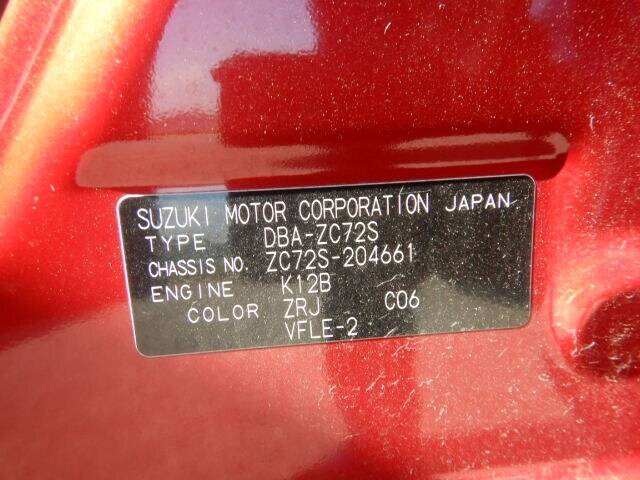 SUZUKI MOTOR CORPORATION JAPAN
TYPE DBA-ZC72S
CHASSIS NO. ZC72S-204661
ENGINE K12B
COLOR ZRJ C06
VFLE-2